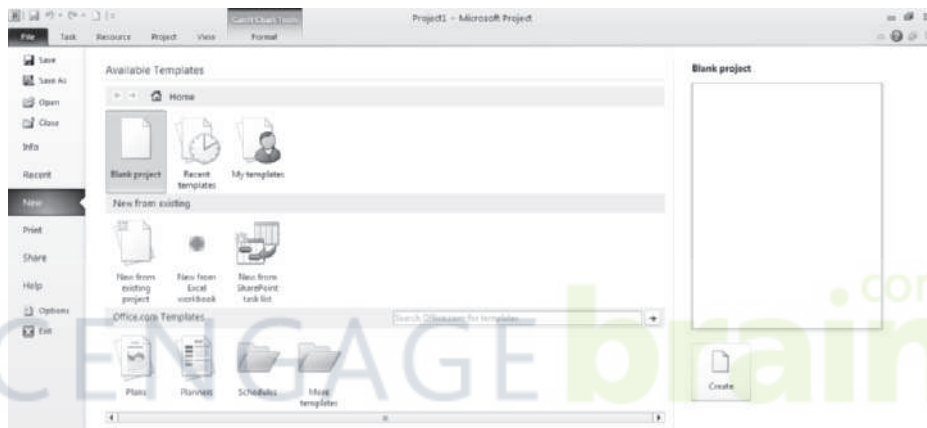 Gantt Chart Tools
Project1 - Microsoft Project
File Task Resource Project View Format
Save
Save As
Open
Close
Info
Recent
New
Print
Share
Help
Options
Exit
Available Templates
Home
Blank project
Recent templates
My templates
New from existing
New from existing project
New from Excel workbook
New from SharePoint task list
Office.com Templates
Search Office.com for templates
Plans
Planners
Schedules
More templates
Blank project
Create
CENGAGE brain
.com